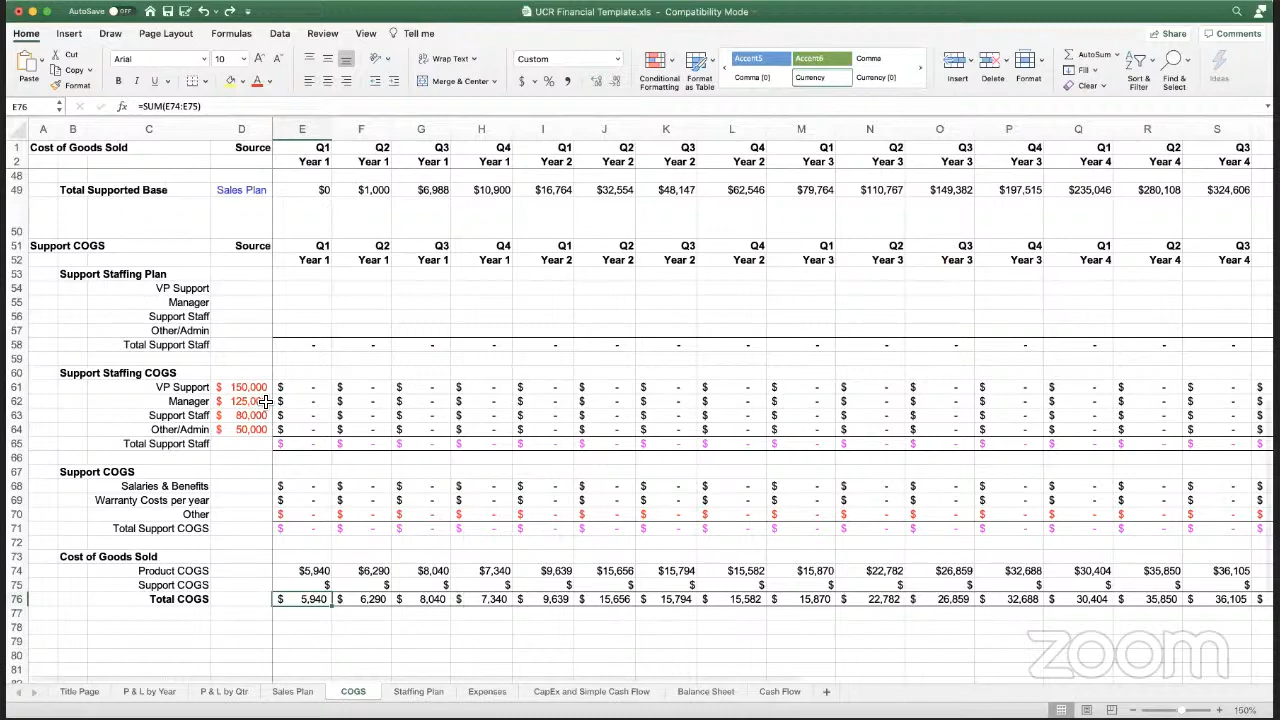 AutoSave OFF UCR Financial Template.xls - Compatibility Mode
Home Insert Draw Page Layout Formulas Data Review View Tell me Share Comments
Paste Cut Copy Format Arial 10 A A Wrap Text Custom Conditional Formatting Format as Table Accent5 Accent6 Comma Insert Delete Format AutoSum Sort & Filter Find & Select Ideas
B I U A Merge & Center $ % Comma [0] Currency Currency [0] Fill Clear
E76 fx =SUM(E74:E75)
A B C D E F G H I J K L M N O P Q R S
1 Cost of Goods Sold Source Q1 Q2 Q3 Q4 Q1 Q2 Q3 Q4 Q1 Q2 Q3 Q4 Q1 Q2 Q3
2 Year 1 Year 1 Year 1 Year 1 Year 2 Year 2 Year 2 Year 2 Year 3 Year 3 Year 3 Year 3 Year 4 Year 4 Year 4
48
49 Total Supported Base Sales Plan $0 $1,000 $6,988 $10,900 $16,764 $32,554 $48,147 $62,546 $79,764 $110,767 $149,382 $197,515 $235,046 $280,108 $324,606
50
51 Support COGS Source Q1 Q2 Q3 Q4 Q1 Q2 Q3 Q4 Q1 Q2 Q3 Q4 Q1 Q2 Q3
52 Year 1 Year 1 Year 1 Year 1 Year 2 Year 2 Year 2 Year 2 Year 3 Year 3 Year 3 Year 3 Year 4 Year 4 Year 4
53 Support Staffing Plan
54 VP Support
55 Manager
56 Support Staff
57 Other/Admin
58 Total Support Staff - - - - - - - - - - - - - - -
59
60 Support Staffing COGS
61 VP Support $ 150,000 $ - $ - $ - $ - $ - $ - $ - $ - $ - $ - $ - $ - $ - $ - $ - $
62 Manager $ $ - $ - $ - $ - $ - $ - $ - $ - $ - $ - $ - $ - $ - $ - $ - $
63 Support Staff $ 80,000 $ - $ - $ - $ - $ - $ - $ - $ - $ - $ - $ - $ - $ - $ - $ - $
64 Other/Admin $ 50,000 $ - $ - $ - $ - $ - $ - $ - $ - $ - $ - $ - $ - $ - $ - $ - $
65 Total Support Staff $ - $ - $ - $ - $ - $ - $ - $ - $ - $ - $ - $ - $ - $ - $ - $
66
67 Support COGS
68 Salaries & Benefits $ - $ - $ - $ - $ - $ - $ - $ - $ - $ - $ - $ - $ - $ - $ - $
69 Warranty Costs per year $ - $ - $ - $ - $ - $ - $ - $ - $ - $ - $ - $ - $ - $ - $ - $
70 Other $ - $ - $ - $ - $ - $ - $ - $ - $ - $ - $ - $ - $ - $ - $ - $
71 Total Support COGS $ - $ - $ - $ - $ - $ - $ - $ - $ - $ - $ - $ - $ - $ - $ - $
72
73 Cost of Goods Sold
74 Product COGS $5,940 $6,290 $8,040 $7,340 $9,639 $15,656 $15,794 $15,582 $15,870 $22,782 $26,859 $32,688 $30,404 $35,850 $36,105
75 Support COGS $ $ $ $ $ $ $ $ $ $ $ $ $ $ $
76 Total COGS $ 5,940 $ 6,290 $ 8,040 $ 7,340 $ 9,639 $ 15,656 $ 15,794 $ 15,582 $ 15,870 $ 22,782 $ 26,859 $ 32,688 $ 30,404 $ 35,850 $ 36,105 $
77
78
79
80
81
zoom
Title Page P & L by Year P & L by Qtr Sales Plan COGS Staffing Plan Expenses CapEx and Simple Cash Flow Balance Sheet Cash Flow +
150%